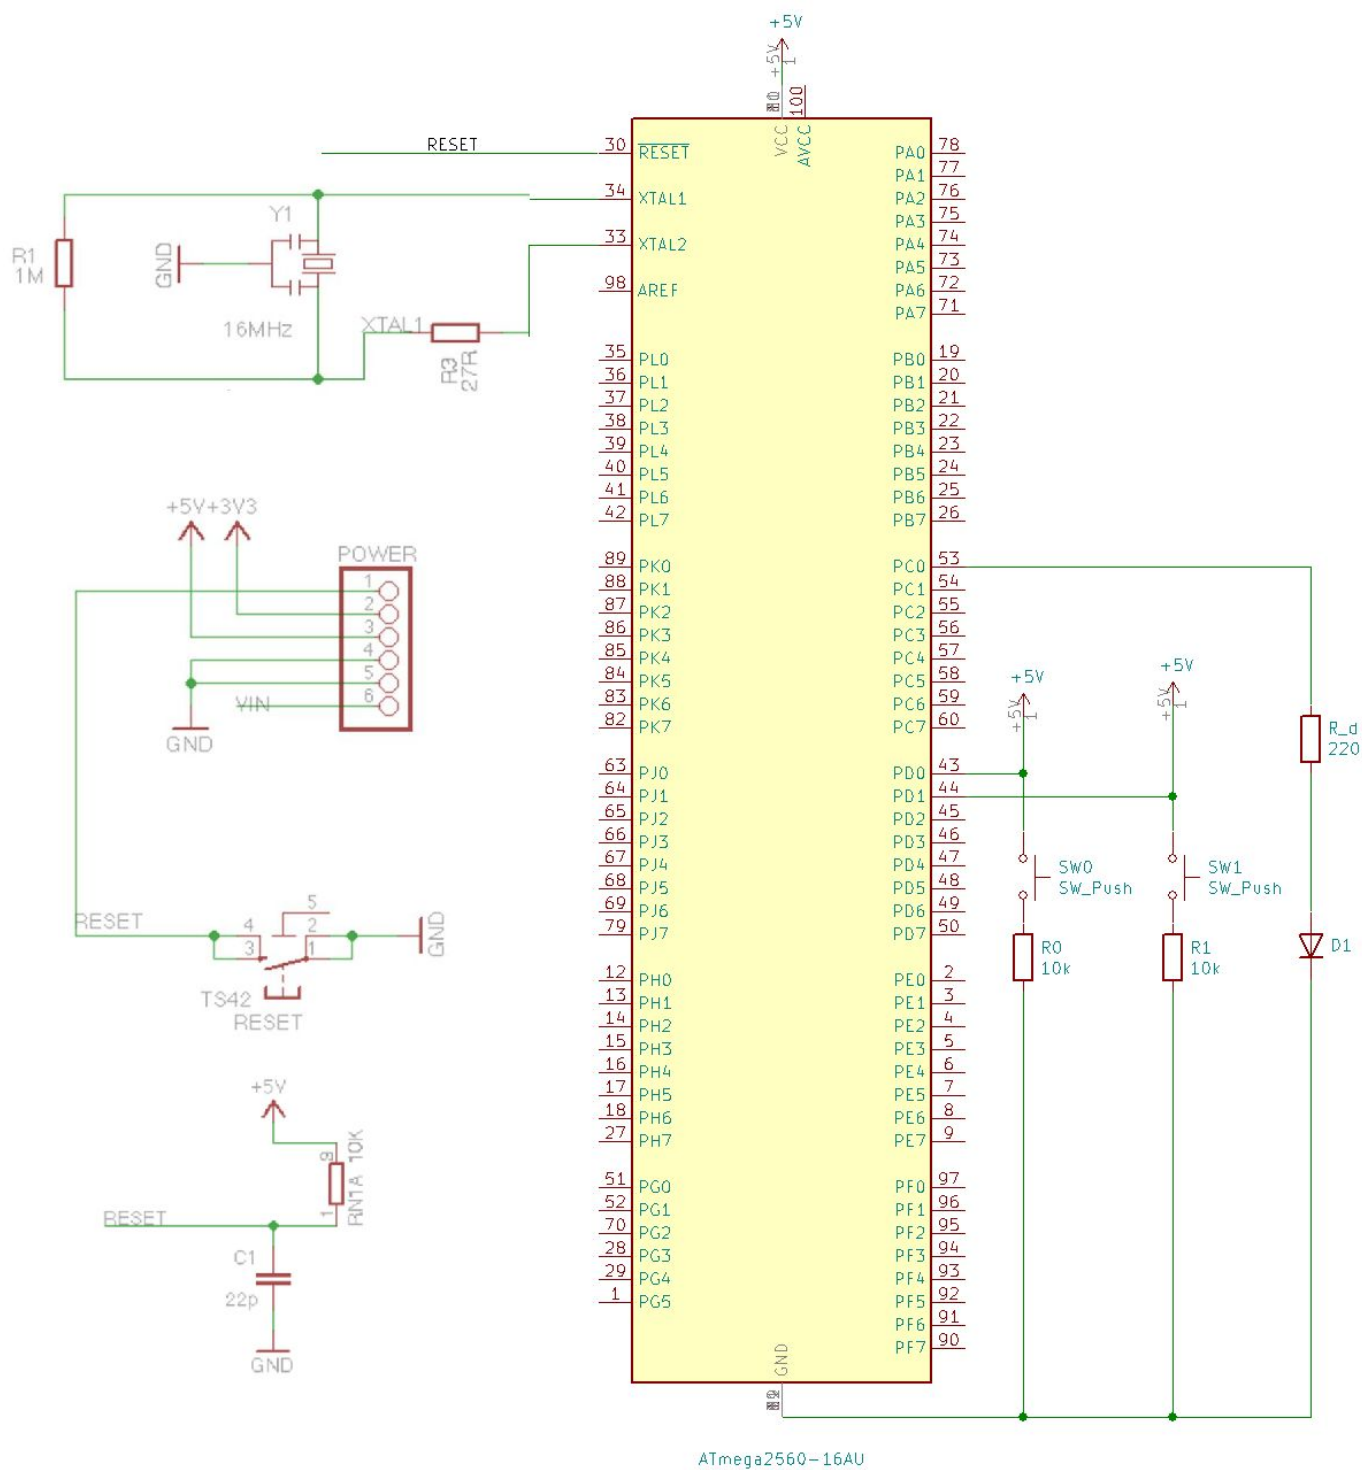 +5V
+5V
1
100
VCC
AVCC
RESET
30
RESET
34
XTAL1
33
XTAL2
98
AREF
35
PL0
36
PL1
37
PL2
38
PL3
39
PL4
40
PL5
41
PL6
42
PL7
89
PK0
88
PK1
87
PK2
86
PK3
85
PK4
84
PK5
83
PK6
82
PK7
63
PJ0
64
PJ1
65
PJ2
66
PJ3
67
PJ4
68
PJ5
69
PJ6
79
PJ7
12
PH0
13
PH1
14
PH2
15
PH3
16
PH4
17
PH5
18
PH6
27
PH7
51
PG0
52
PG1
70
PG2
28
PG3
29
PG4
1
PG5
PA0
78
PA1
77
PA2
76
PA3
75
PA4
74
PA5
73
PA6
72
PA7
71
PB0
19
PB1
20
PB2
21
PB3
22
PB4
23
PB5
24
PB6
25
PB7
26
PC0
53
PC1
54
PC2
55
PC3
56
PC4
57
PC5
58
PC6
59
PC7
60
PD0
43
PD1
44
PD2
45
PD3
46
PD4
47
PD5
48
PD6
49
PD7
50
PE0
2
PE1
3
PE2
4
PE3
5
PE4
6
PE5
7
PE6
8
PE7
9
PF0
97
PF1
96
PF2
95
PF3
94
PF4
93
PF5
92
PF6
91
PF7
90
GND
ATmega2560-16AU
R1
1M
GND
Y1
16MHz
XTAL1
R3
27R
+5V
+3V3
POWER
1
2
3
4
5
6
VIN
GND
RESET
4
3
5
2
1
GND
TS42
RESET
+5V
9
1
RN1A 10K
RESET
C1
22p
GND
+5V
+5V
1
+5V
+5V
1
SW0
SW_Push
SW1
SW_Push
R0
10k
R1
10k
R_d
220
D1